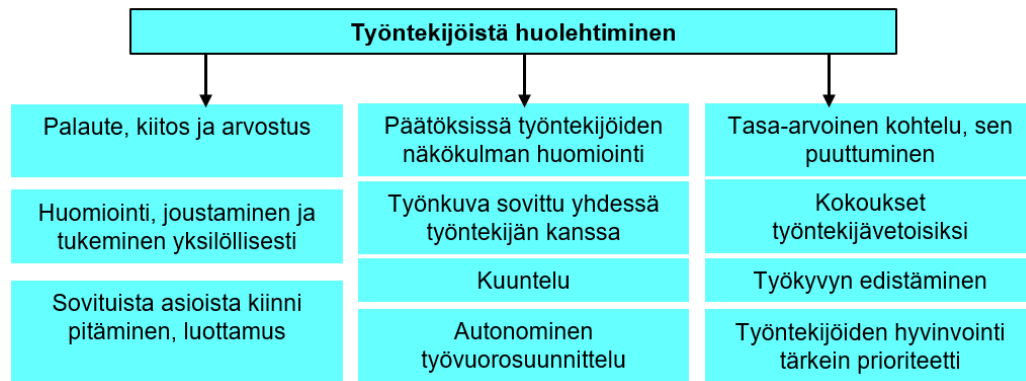 Työntekijöistä huolehtiminen
Palaute, kiitos ja arvostus
Huomiointi, joustaminen ja
tukeminen yksilöllisesti
Sovituista asioista kiinni
pitäminen, luottamus
Päätöksissä työntekijöiden
näkökulman huomiointi
Työnkuva sovittu yhdessä
työntekijän kanssa
Kuuntelu
Autonominen
työvuorosuunnittelu
Tasa-arvoinen kohtelu, sen
puuttuminen
Kokoukset
työntekijävetoisiksi
Työkyvyn edistäminen
Työntekijöiden hyvinvointi
tärkein prioriteetti